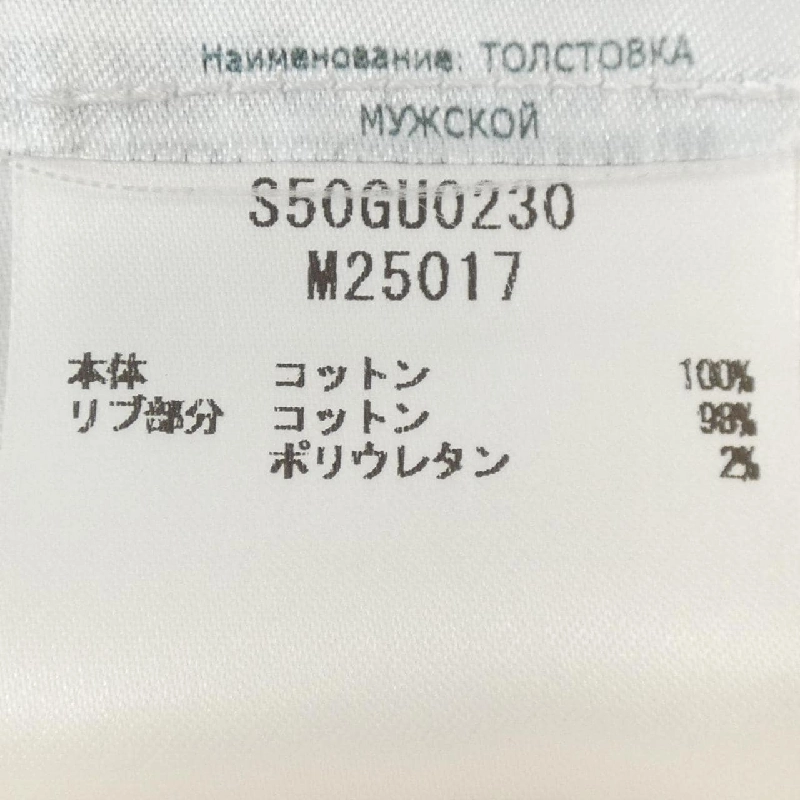 Наименование: ТОЛСТОВКА
МУЖСКОЙ
S50GU0230
M25017
本体 コットン 100%
リブ部分 コットン 98%
ポリウレタン 2%